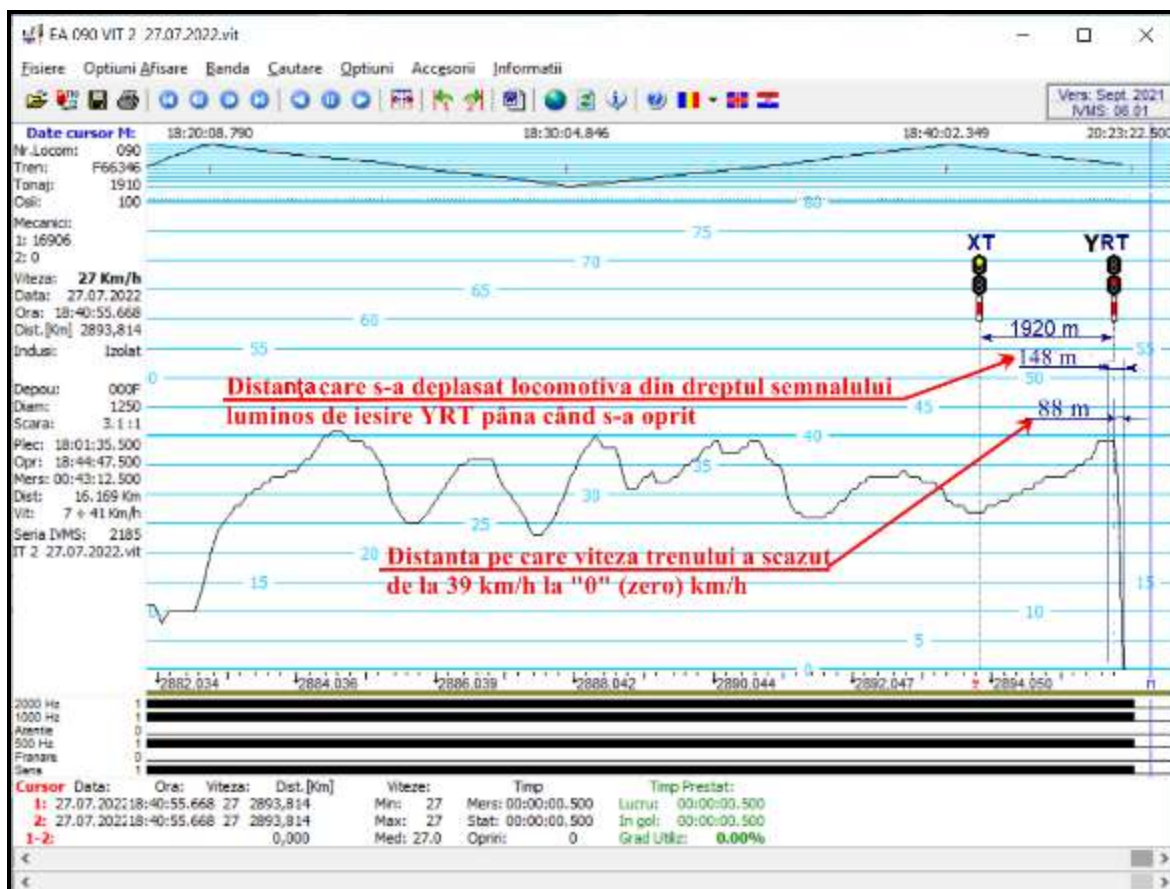 EA 090 VIT 2 27.07.2022.vit
Fisiere Optiuni Afisare Banda Cautare Optiuni Accesorii Informatii
Vers: Sept. 2021
IVMS: 06.01
Date cursor M: 18:20:08.790 18:30:04.846 18:40:02.349 20:23:22.500
Nr.Locom: 090
Tren: F66346
Tonaj: 1910
Osii: 100
Mecanici:
1: 16906
2: 0
Viteza: 27 Km/h
Data: 27.07.2022
Ora: 18:40:55.668
Dist.[Km] 2893,814
Indusi: Izolat
Depou: 000F
Diam: 1250
Scara: 3.1:1
Plec: 18:01:35.500
Opr: 18:44:47.500
Mers: 00:43:12.500
Dist: 16.169 Km
Vit: 7 ÷ 41 Km/h
Seria IVMS: 2185
IT 2 27.07.2022.vit
80
75
70
65
60
55
XT YRT
1920 m
148 m
88 m
55
50
45
40
35
30
25
20
15
10
5
0
0
15
0
15
Distanța care s-a deplasat locomotiva din dreptul semnalului
luminos de iesire YRT pâna când s-a oprit
Distanta pe care viteza trenului a scazut
de la 39 km/h la "0" (zero) km/h
2882.034 2884.036 2886.039 2888.042 2890.044 2892.047 2894.050
2000 Hz 1
1000 Hz 1
Atentie 0
500 Hz 1
Franare 0
Sens 1
Cursor Data: Ora: Viteza: Dist.[Km] Viteze: Timp Timp Prestat:
1: 27.07.2022 18:40:55.668 27 2893,814 Min: 27 Mers: 00:00:00.500 Lucru: 00:00:00.500
2: 27.07.2022 18:40:55.668 27 2893,814 Max: 27 Stat: 00:00:00.500 In gol: 00:00:00.500
1-2: 0,000 Med: 27.0 Opriri: 0 Grad Utiliz: 0.00%